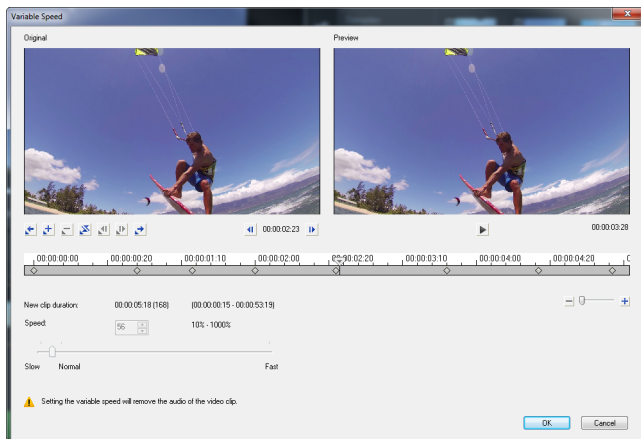 Variable Speed
Original Preview
00:00:02:23 00:00:03:28
00:00:00:00 00:00:00:20 00:00:01:10 00:00:02:00 00:00:02:20 00:00:03:10 00:00:04:00 00:00:04:20
New clip duration: 00:00:05:18 (168) (00:00:00:15 - 00:00:53:19)
Speed: 56 10% - 1000%
Slow Normal Fast
Setting the variable speed will remove the audio of the video clip.
OK Cancel